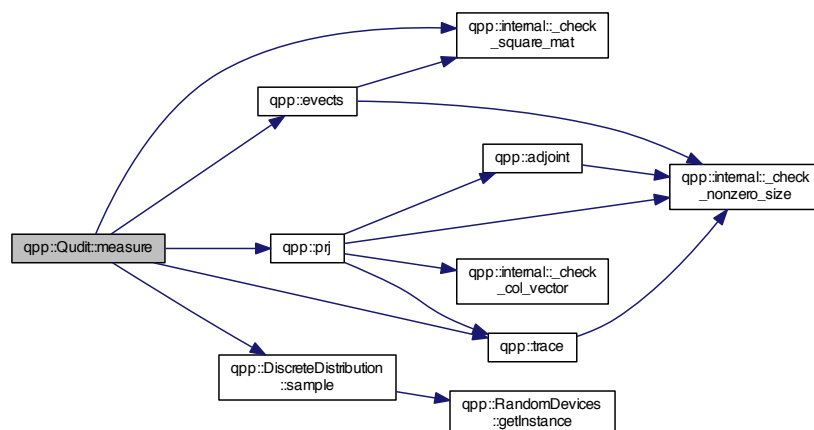 qpp::internal::_check
_square_mat
qpp::evects
qpp::adjoint
qpp::internal::_check
_nonzero_size
qpp::Qudit::measure
qpp::prj
qpp::internal::_check
_col_vector
qpp::trace
qpp::DiscreteDistribution
::sample
qpp::RandomDevices
::getInstance